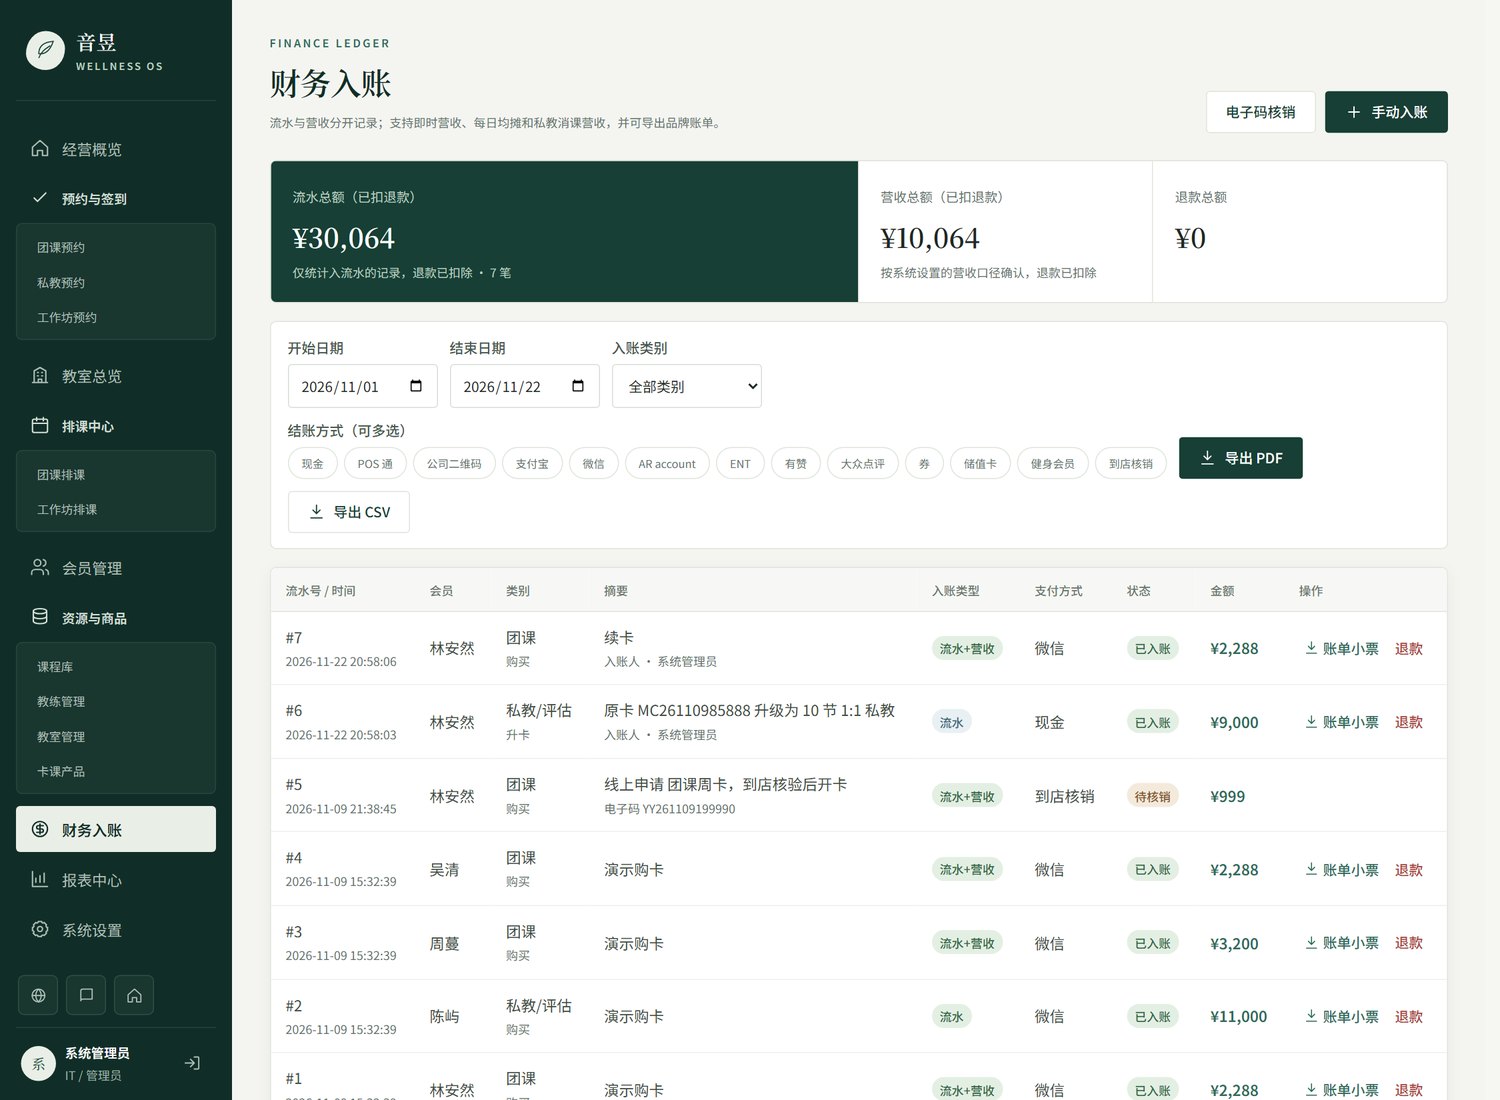 音昱
WELLNESS OS
经营概览
预约与签到
团课预约
私教预约
工作坊预约
教室总览
排课中心
团课排课
工作坊排课
会员管理
资源与商品
课程库
教练管理
教室管理
卡课产品
财务入账
报表中心
系统设置
系
系统管理员
IT / 管理员
FINANCE LEDGER
财务入账
流水与营收分开记录；支持即时营收、每日均摊和私教消课营收，并可导出品牌账单。
电子码核销
手动入账
流水总额（已扣退款）
¥30,064
仅统计入流水的记录，退款已扣除 · 7 笔
营收总额（已扣退款）
¥10,064
按系统设置的营收口径确认，退款已扣除
退款总额
¥0
开始日期 结束日期 入账类别
2026/11/01 2026/11/22 全部类别
结账方式（可多选）
现金 POS 通 公司二维码 支付宝 微信 AR account ENT 有赞 大众点评 券 储值卡 健身会员 到店核销 导出 PDF
导出 CSV
流水号 / 时间 会员 类别 摘要 入账类型 支付方式 状态 金额 操作
#7 团课 续卡
林安然 流水+营收 微信 已入账 ¥2,288 账单小票 退款
2026-11-22 20:58:06 购买 入账人 · 系统管理员
#6 私教/评估 原卡 MC26110985888 升级为 10 节 1:1 私教
林安然 流水 现金 已入账 ¥9,000 账单小票 退款
2026-11-22 20:58:03 升卡 入账人 · 系统管理员
#5 团课 线上申请 团课周卡，到店核验后开卡
林安然 流水+营收 到店核销 待核销 ¥999
2026-11-09 21:38:45 购买 电子码 YY261109199990
#4 团课
吴清 演示购卡 流水+营收 微信 已入账 ¥2,288 账单小票 退款
2026-11-09 15:32:39 购买
#3 团课
周蔓 演示购卡 流水+营收 微信 已入账 ¥3,200 账单小票 退款
2026-11-09 15:32:39 购买
#2 私教/评估
陈屿 演示购卡 流水 微信 已入账 ¥11,000 账单小票 退款
2026-11-09 15:32:39 购买
#1 团课
林安然 演示购卡 流水+营收 微信 已入账 ¥2,288 账单小票 退款